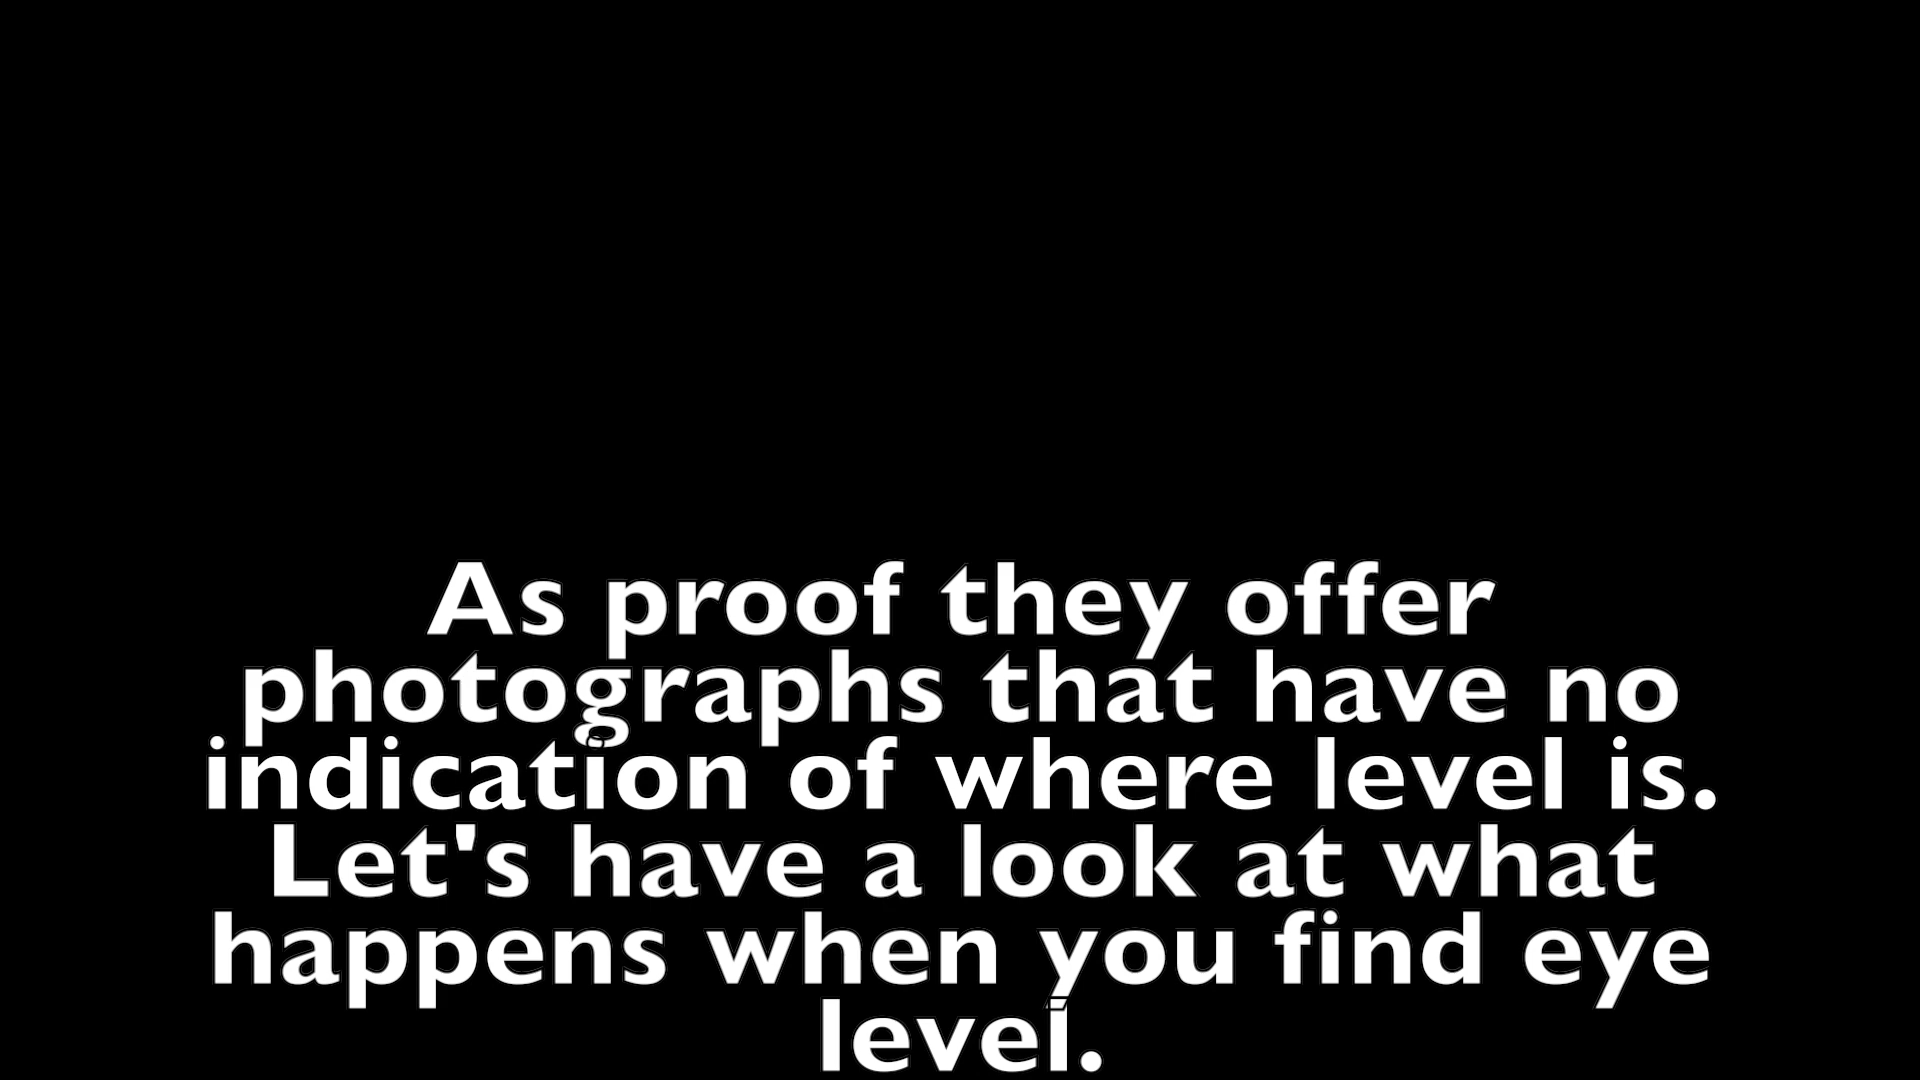 As proof they offer
photographs that have no
indication of where level is.
Let's have a look at what
happens when you find eye
level.